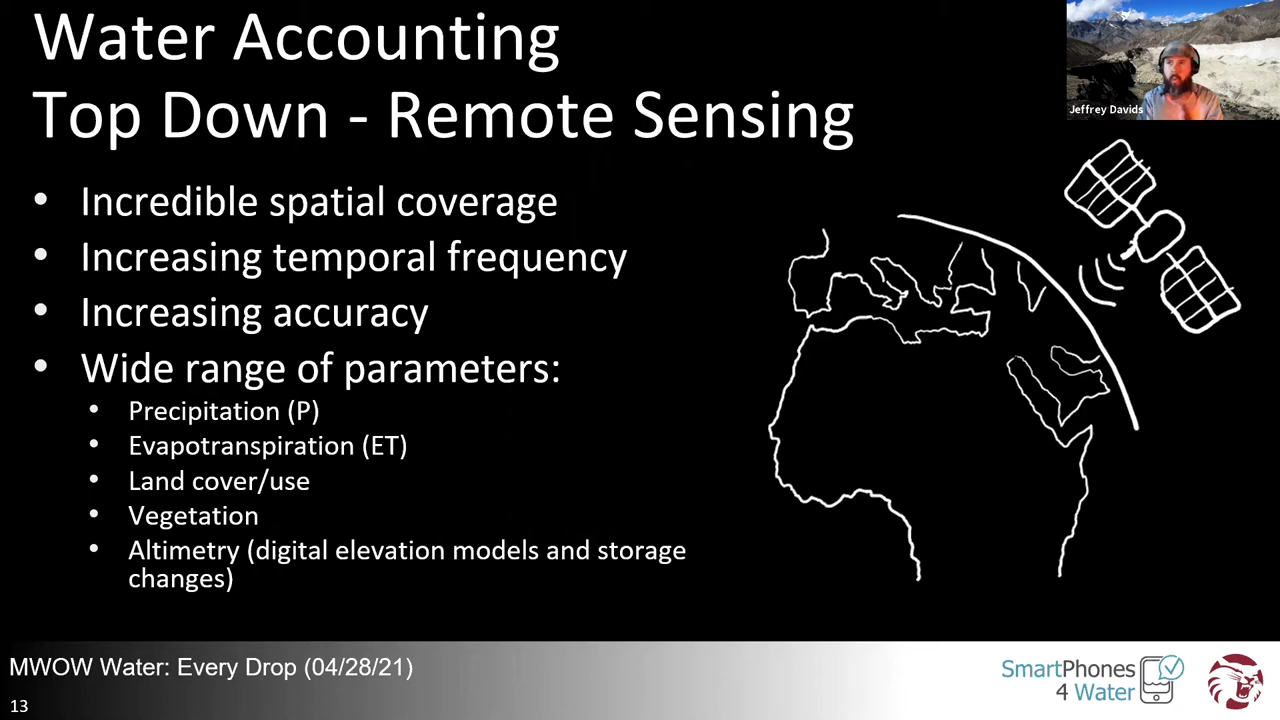 Water Accounting
Top Down - Remote Sensing
Jeffrey Davids
• Incredible spatial coverage
• Increasing temporal frequency
• Increasing accuracy
• Wide range of parameters:
• Precipitation (P)
• Evapotranspiration (ET)
• Land cover/use
• Vegetation
• Altimetry (digital elevation models and storage
changes)
MWOW Water: Every Drop (04/28/21)
SmartPhones
4 Water
13